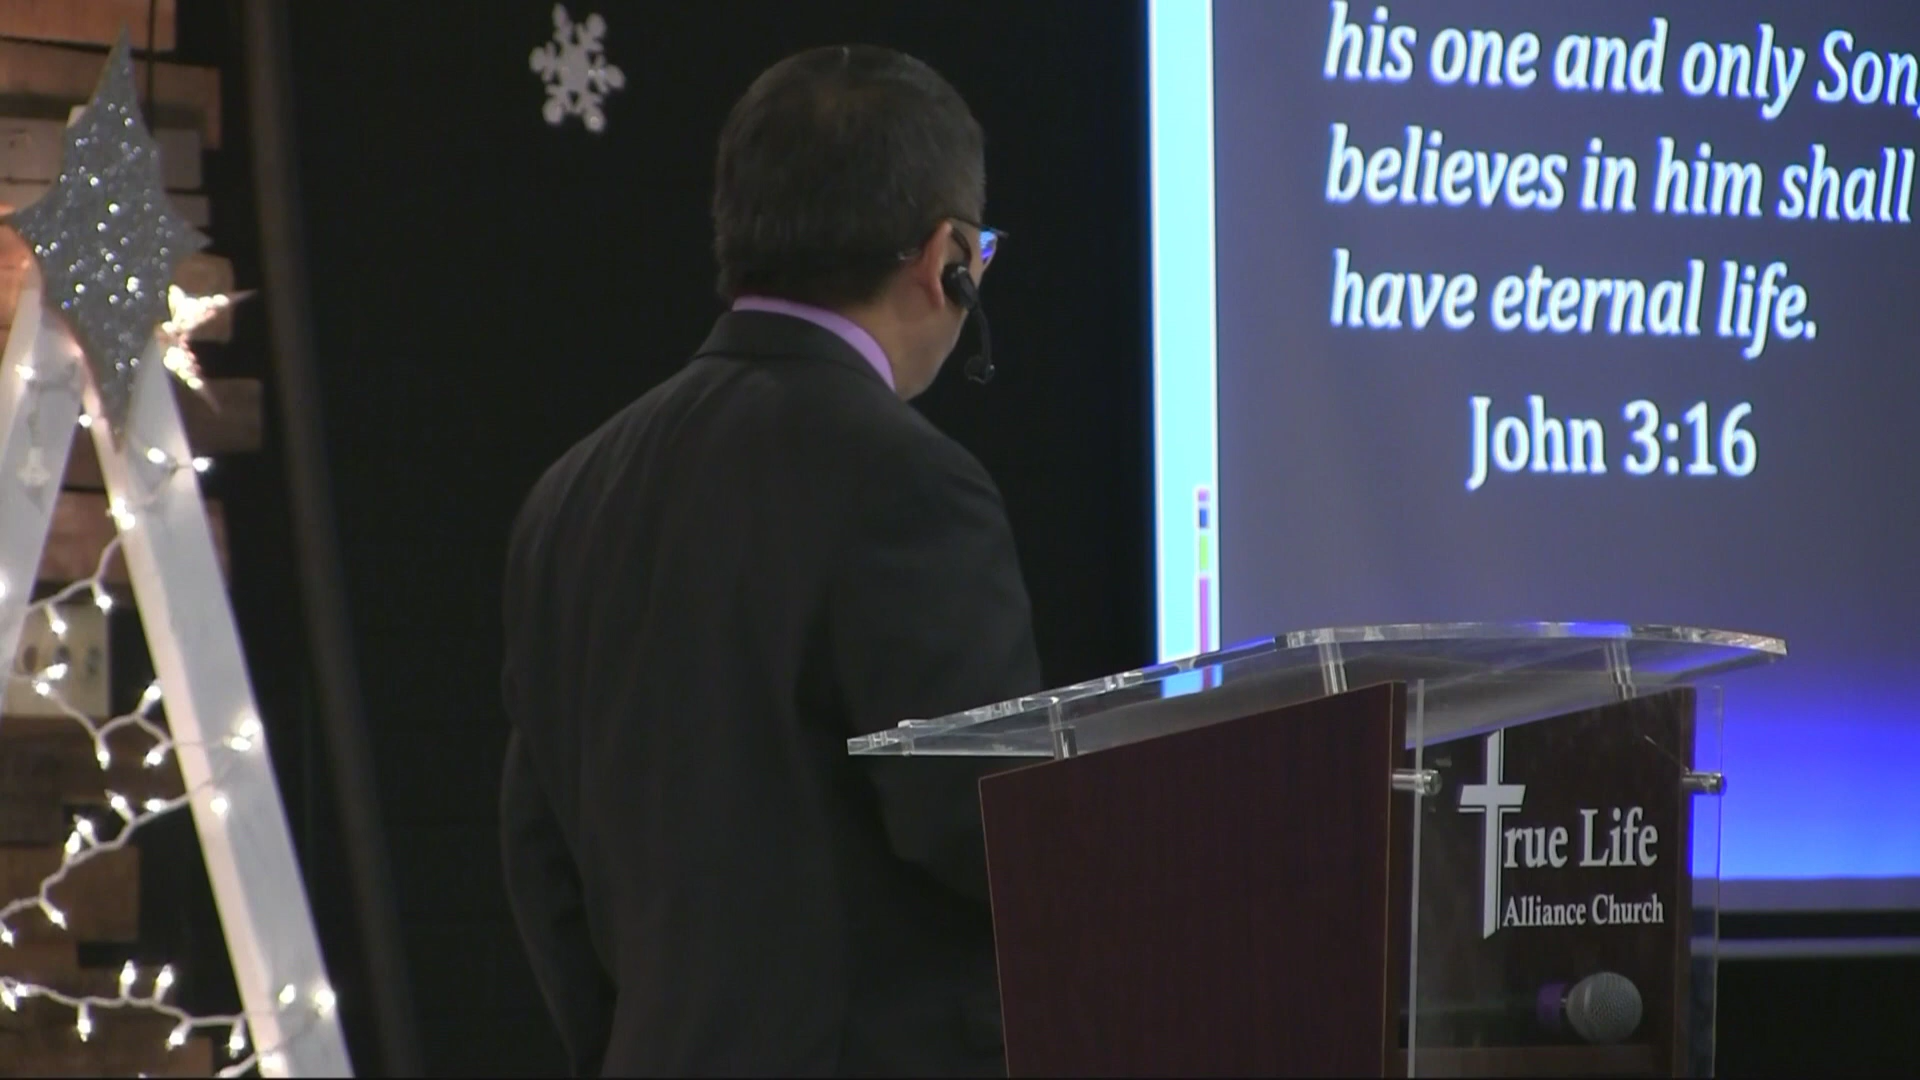 his one and only Son,
believes in him shall
have eternal life.
John 3:16
True Life
Alliance Church